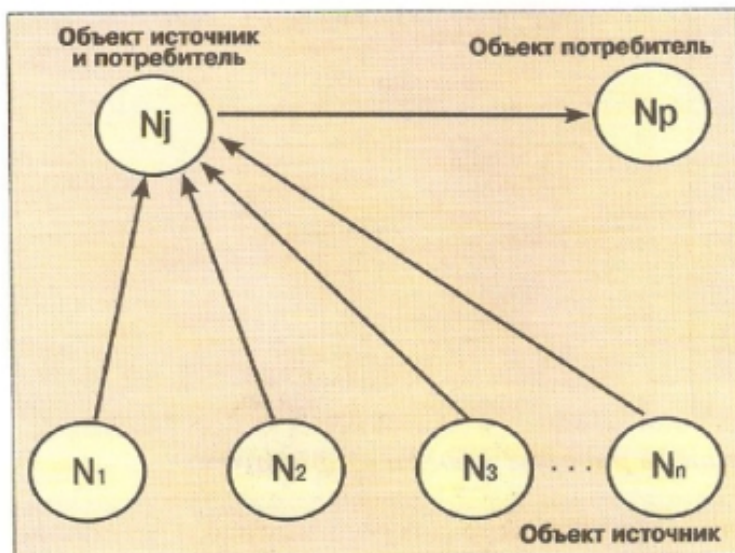 Объект источник
и потребитель
Объект потребитель
Nj
Np
N1
N2
N3
. . .
Nn
Объект источник